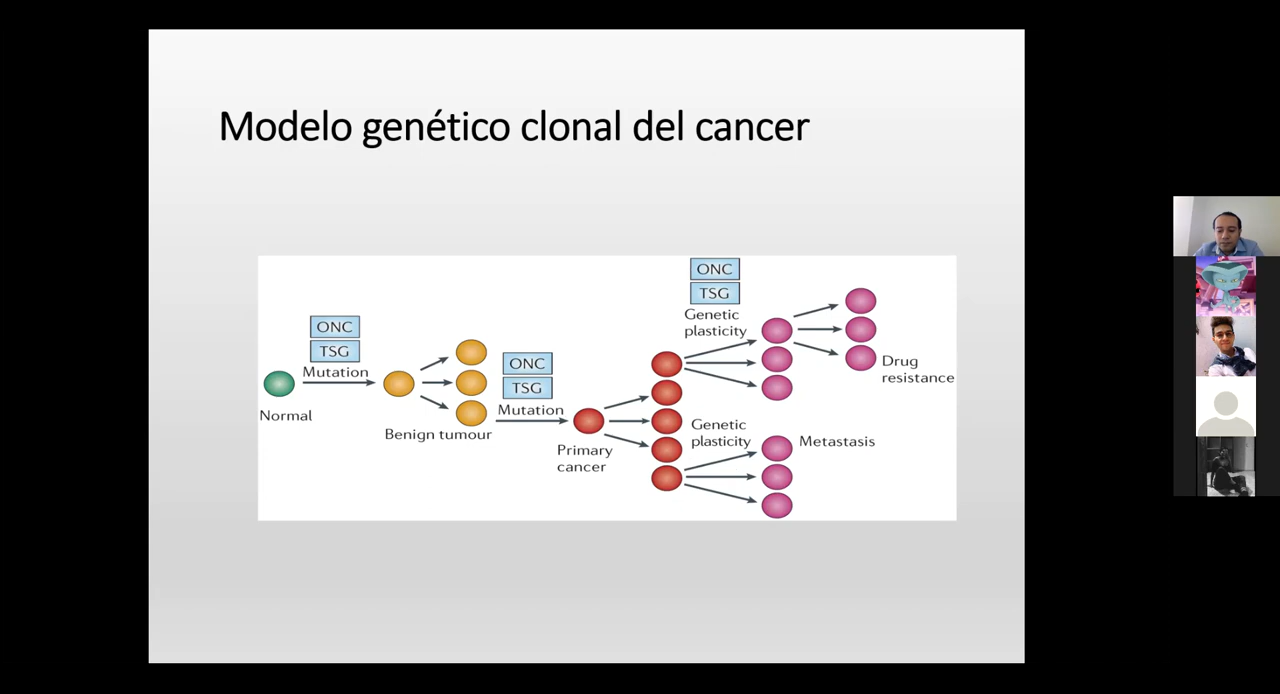 Modelo genético clonal del cancer
ONC
TSG
Mutation
Normal
Benign tumour
ONC
TSG
Mutation
Primary
cancer
ONC
TSG
Genetic
plasticity
Drug
resistance
Genetic
plasticity
Metastasis